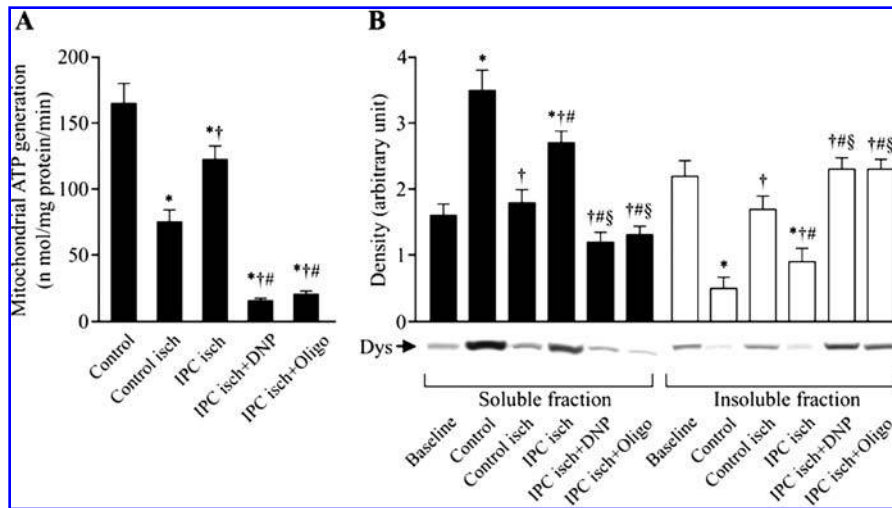 A
B
Mitochondrial ATP generation
(n mol/mg protein/min)
200
150
100
50
0
*
*†
*†#
*†#
Control
Control isch
IPC isch
IPC isch+DNP
IPC isch+Oligo
Density (arbitrary unit)
4
3
2
1
0
*
†
*†#
†#§
†#§
*
†
*†#
†#§
†#§
Dys
Soluble fraction
Insoluble fraction
Baseline
Control
Control isch
IPC isch
IPC isch+DNP
IPC isch+Oligo
Baseline
Control
Control isch
IPC isch
IPC isch+DNP
IPC isch+Oligo